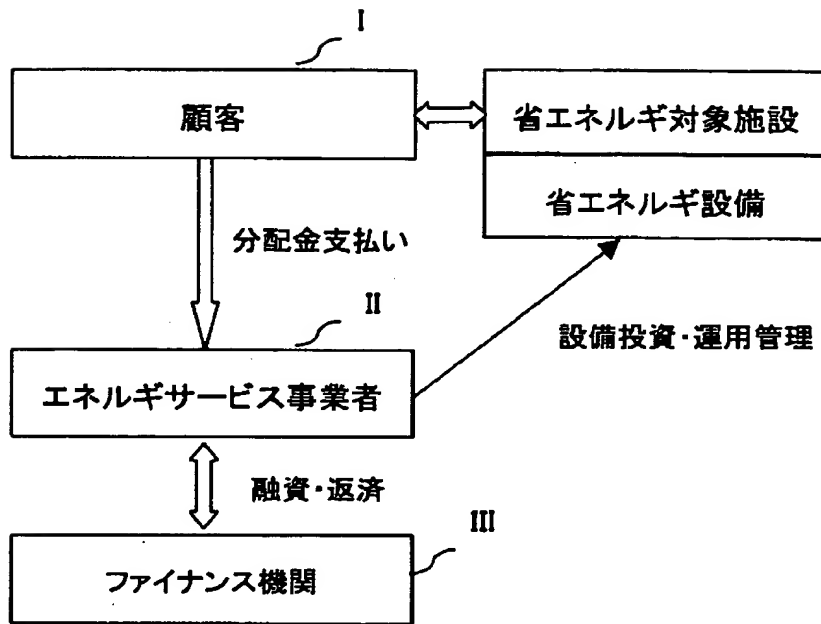 I
顧客
省エネルギ対象施設
省エネルギ設備
分配金支払い
II
設備投資・運用管理
エネルギサービス事業者
融資・返済
III
ファイナンス機関